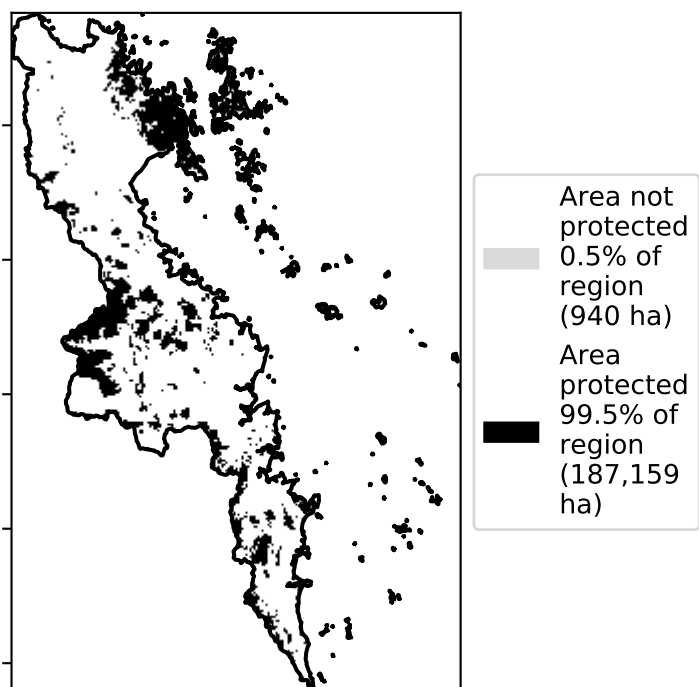 Area not
protected
0.5% of
region
(940 ha)
Area
protected
99.5% of
region
(187,159
ha)